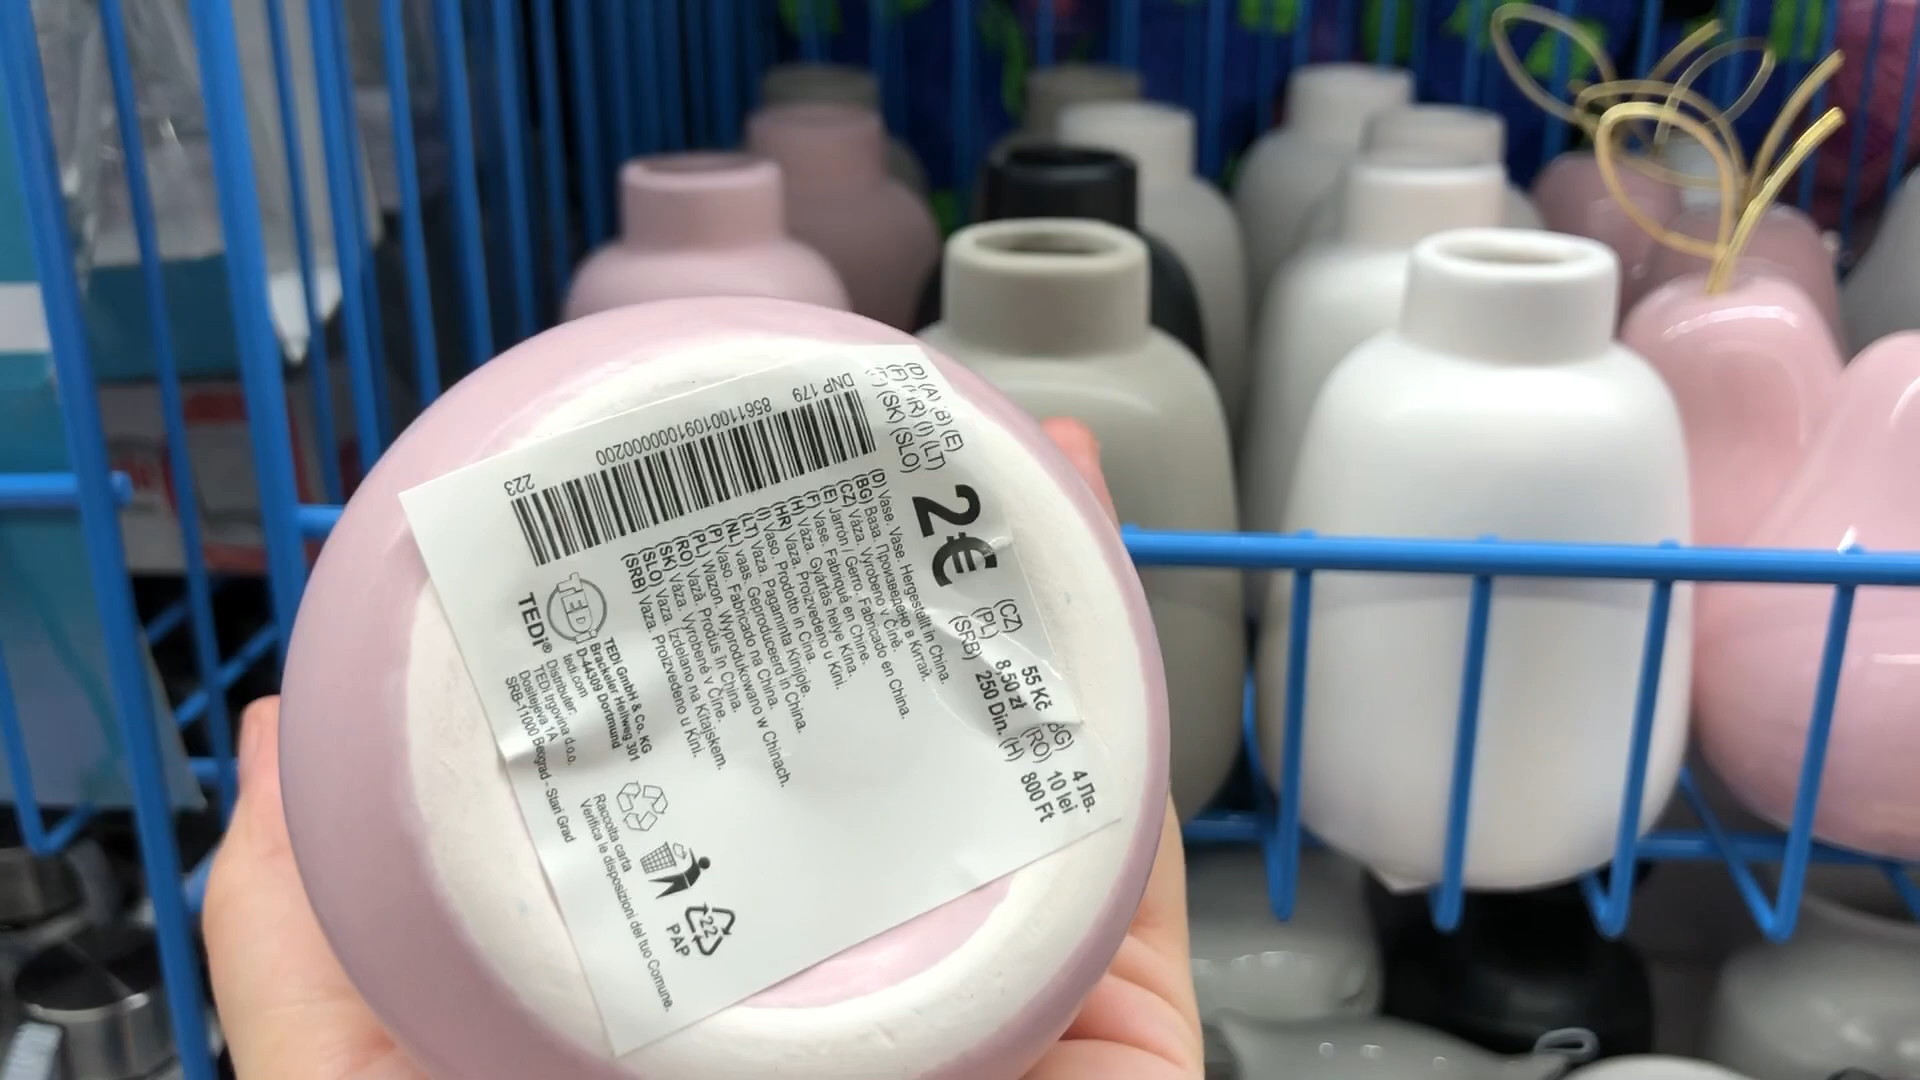 (D) (A) (B) (E)
(F) (HR) (I) (LT)
(SK) (SLO)
2€
(CZ) 55 Kč
(PL) 8,50 zł
(SRB) 250 Din.
(BG) 4 Лв.
(RO) 10 lei
(H) 800 Ft
DNP 179
8561100109100000200
223
(D) Vase. Vase. Hergestellt in China.
(BG) Ваза. Произведено в Китай.
(CZ) Váza. Vyrobeno v Číně.
(E) Jarrón / Gerro. Fabricado en China.
(F) Vase. Fabriqué en Chine.
(H) Váza. Gyártás helye Kína.
(HR) Vaza. Proizvedeno u Kini.
(I) Vaso. Prodotto in Cina.
(LT) Vaza. Pagaminta Kinijoje.
(NL) vaas. Geproduceerd in China.
(P) Vaso. Fabricado na China.
(PL) Wazon. Wyprodukowano w Chinach.
(RO) Vază. Produs în China.
(SK) Váza. Vyrobené v Číne.
(SLO) Vaza. Izdelano na Kitajskem.
(SRB) Vaza. Proizvedeno u Kini.
TEDi
TEDi®
TEDi GmbH & Co. KG
Brackeler Hellweg 301
D-44309 Dortmund
tedi.com
Distributer:
TEDi trgovina d.o.o.
Dositejeva 1A
SRB-11000 Beograd - Stari Grad
Raccolta carta
Verifica le disposizioni del tuo Comune.
22
PAP